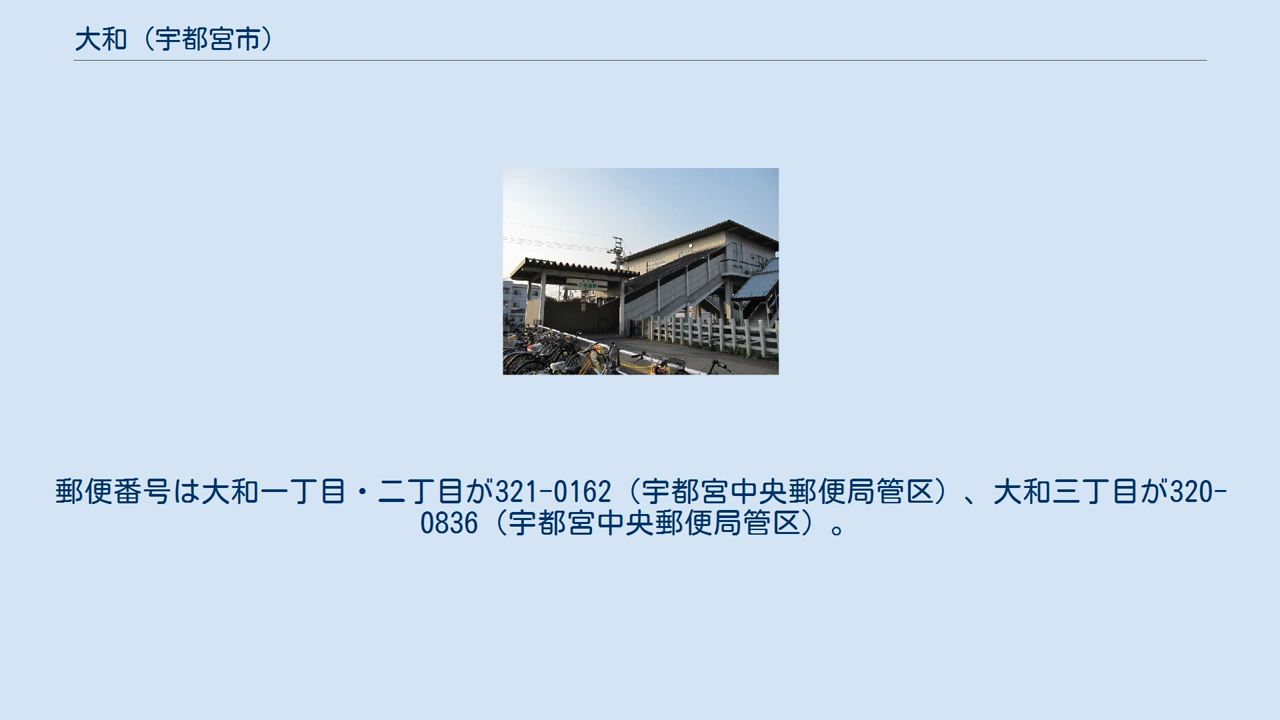 大和（宇都宮市）
郵便番号は大和一丁目・二丁目が321-0162（宇都宮中央郵便局管区）、大和三丁目が320-
0836（宇都宮中央郵便局管区）。